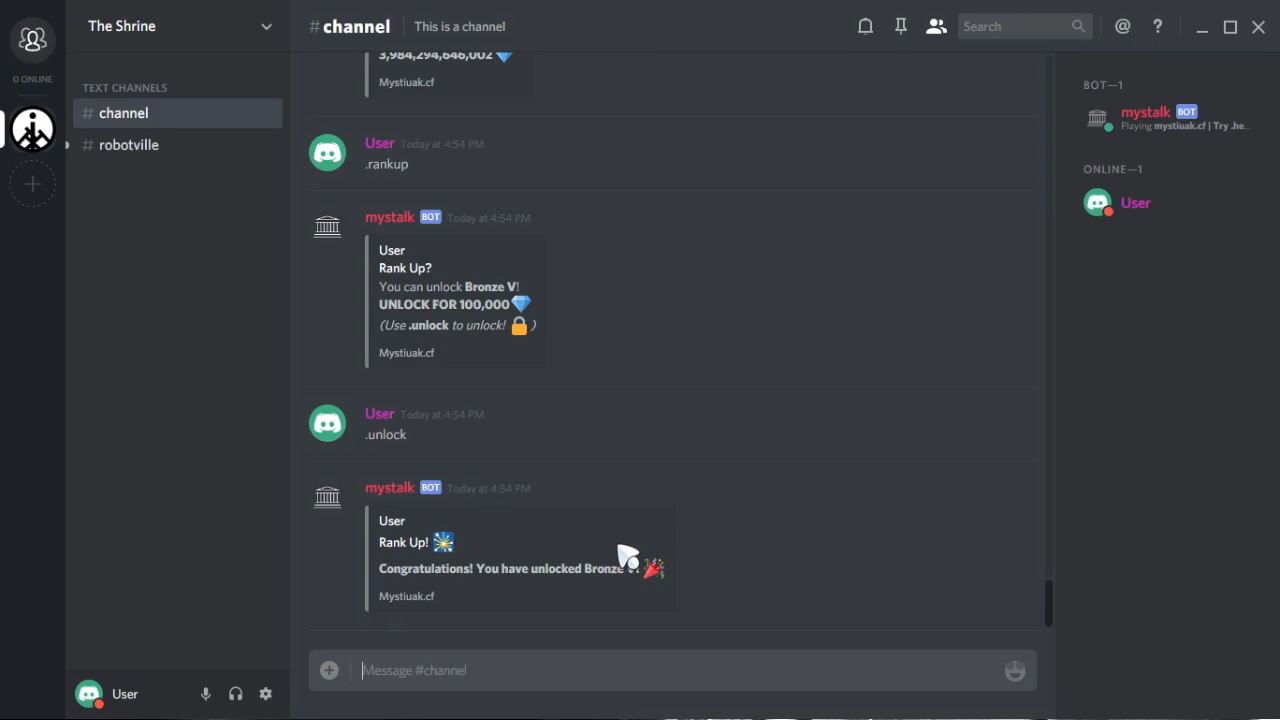 The Shrine
# channel
This is a channel
Search
0 ONLINE
TEXT CHANNELS
# channel
# robotville
3,984,294,646,002
Mystiuak.cf
User Today at 4:54 PM
.rankup
mystalk BOT Today at 4:54 PM
User
Rank Up?
You can unlock Bronze V!
UNLOCK FOR 100,000
(Use .unlock to unlock! )
Mystiuak.cf
User Today at 4:54 PM
.unlock
mystalk BOT Today at 4:54 PM
User
Rank Up!
Congratulations! You have unlocked Bronze
Mystiuak.cf
Message #channel
User
BOT—1
mystalk BOT
Playing mystiuak.cf | Try .he...
ONLINE—1
User